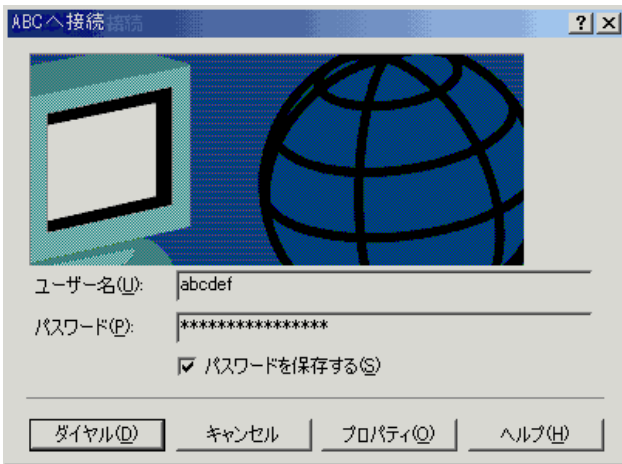 ABCへ接続
ユーザー名(U): abcdef
パスワード(P): ****************
パスワードを保存する(S)
ダイヤル(D) キャンセル プロパティ(O) ヘルプ(H)